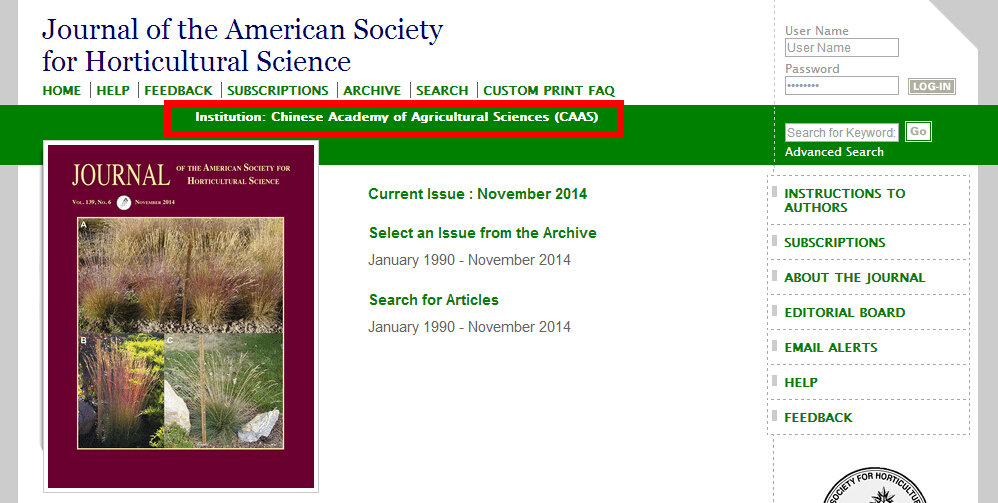 Journal of the American Society
for Horticultural Science
HOME HELP FEEDBACK SUBSCRIPTIONS ARCHIVE SEARCH CUSTOM PRINT FAQ
User Name
User Name
Password
••••••••
LOG-IN
Institution: Chinese Academy of Agricultural Sciences (CAAS)
Search for Keyword:
Go
Advanced Search
JOURNAL OF THE AMERICAN SOCIETY FOR
HORTICULTURAL SCIENCE
VOL. 139, NO. 6 NOVEMBER 2014
A
B
C
Current Issue : November 2014
Select an Issue from the Archive
January 1990 - November 2014
Search for Articles
January 1990 - November 2014
INSTRUCTIONS TO
AUTHORS
SUBSCRIPTIONS
ABOUT THE JOURNAL
EDITORIAL BOARD
EMAIL ALERTS
HELP
FEEDBACK
SOCIETY FOR